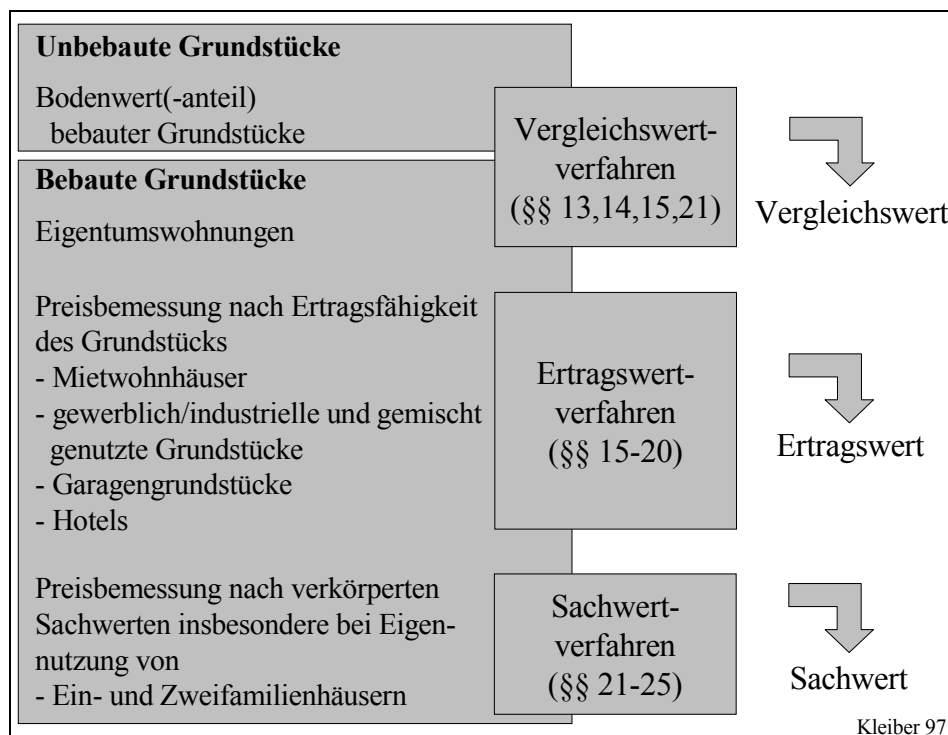 Unbebaute Grundstücke
Bodenwert(-anteil)
bebauter Grundstücke
Bebaute Grundstücke
Eigentumswohnungen
Vergleichswert-
verfahren
(§§ 13,14,15,21)
Vergleichswert
Preisbemessung nach Ertragsfähigkeit
des Grundstücks
- Mietwohnhäuser
- gewerblich/industrielle und gemischt
genutzte Grundstücke
- Garagengrundstücke
- Hotels
Ertragswert-
verfahren
(§§ 15-20)
Ertragswert
Preisbemessung nach verkörperten
Sachwerten insbesondere bei Eigen-
nutzung von
- Ein- und Zweifamilienhäusern
Sachwert-
verfahren
(§§ 21-25)
Sachwert
Kleiber 97